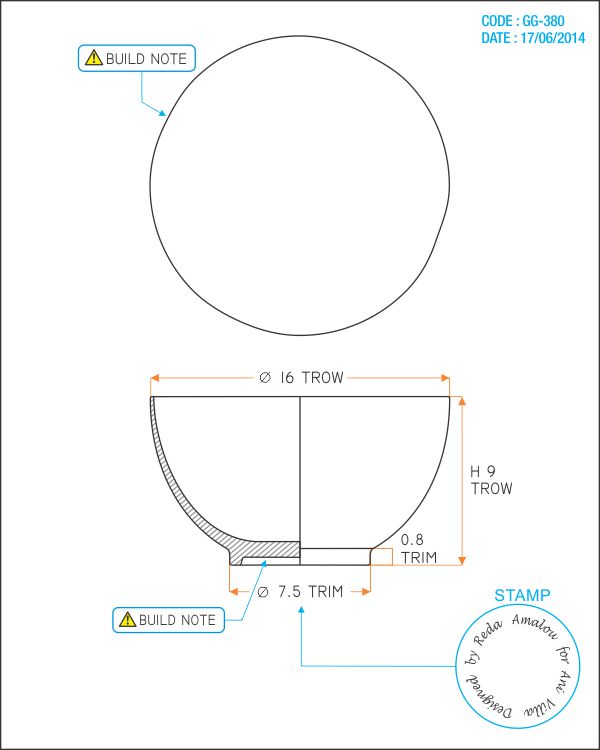 CODE : GG-380
DATE : 17/06/2014
BUILD NOTE
Ø 16 TROW
H 9
TROW
0.8
TRIM
Ø 7.5 TRIM
BUILD NOTE
STAMP
Designed by Reda Amalou for Ani Villa